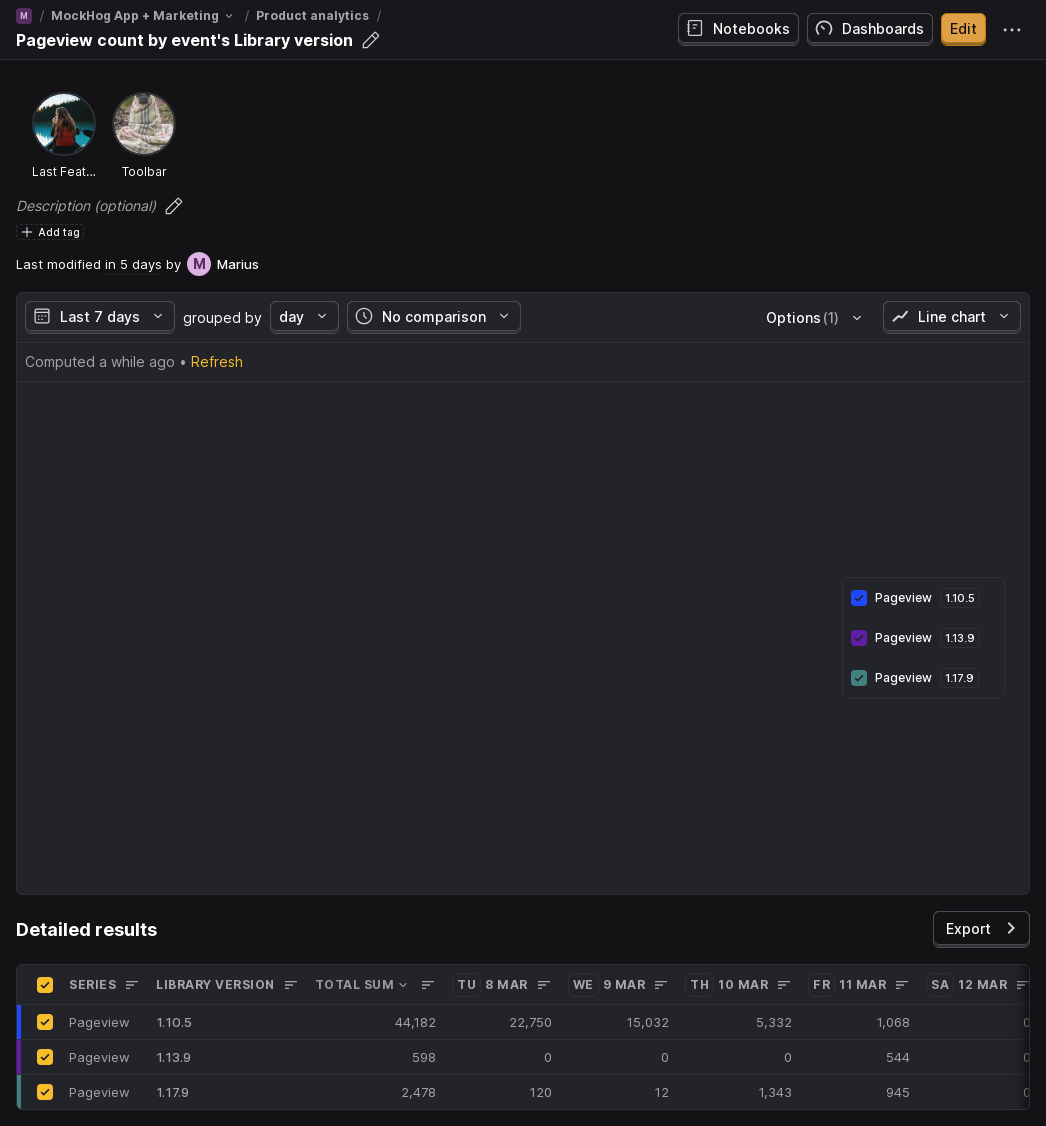 M / MockHog App + Marketing / Product analytics /
Pageview count by event's Library version
Notebooks
Dashboards
Edit
Last Feat...
Toolbar
Description (optional)
Add tag
Last modified in 5 days by M Marius
Last 7 days grouped by day No comparison Options (1) Line chart
Computed a while ago • Refresh
Pageview 1.10.5
Pageview 1.13.9
Pageview 1.17.9
Detailed results
Export
SERIES LIBRARY VERSION TOTAL SUM TU 8 MAR WE 9 MAR TH 10 MAR FR 11 MAR SA 12 MAR
Pageview 1.10.5 44,182 22,750 15,032 5,332 1,068 0
Pageview 1.13.9 598 0 0 0 544 0
Pageview 1.17.9 2,478 120 12 1,343 945 0